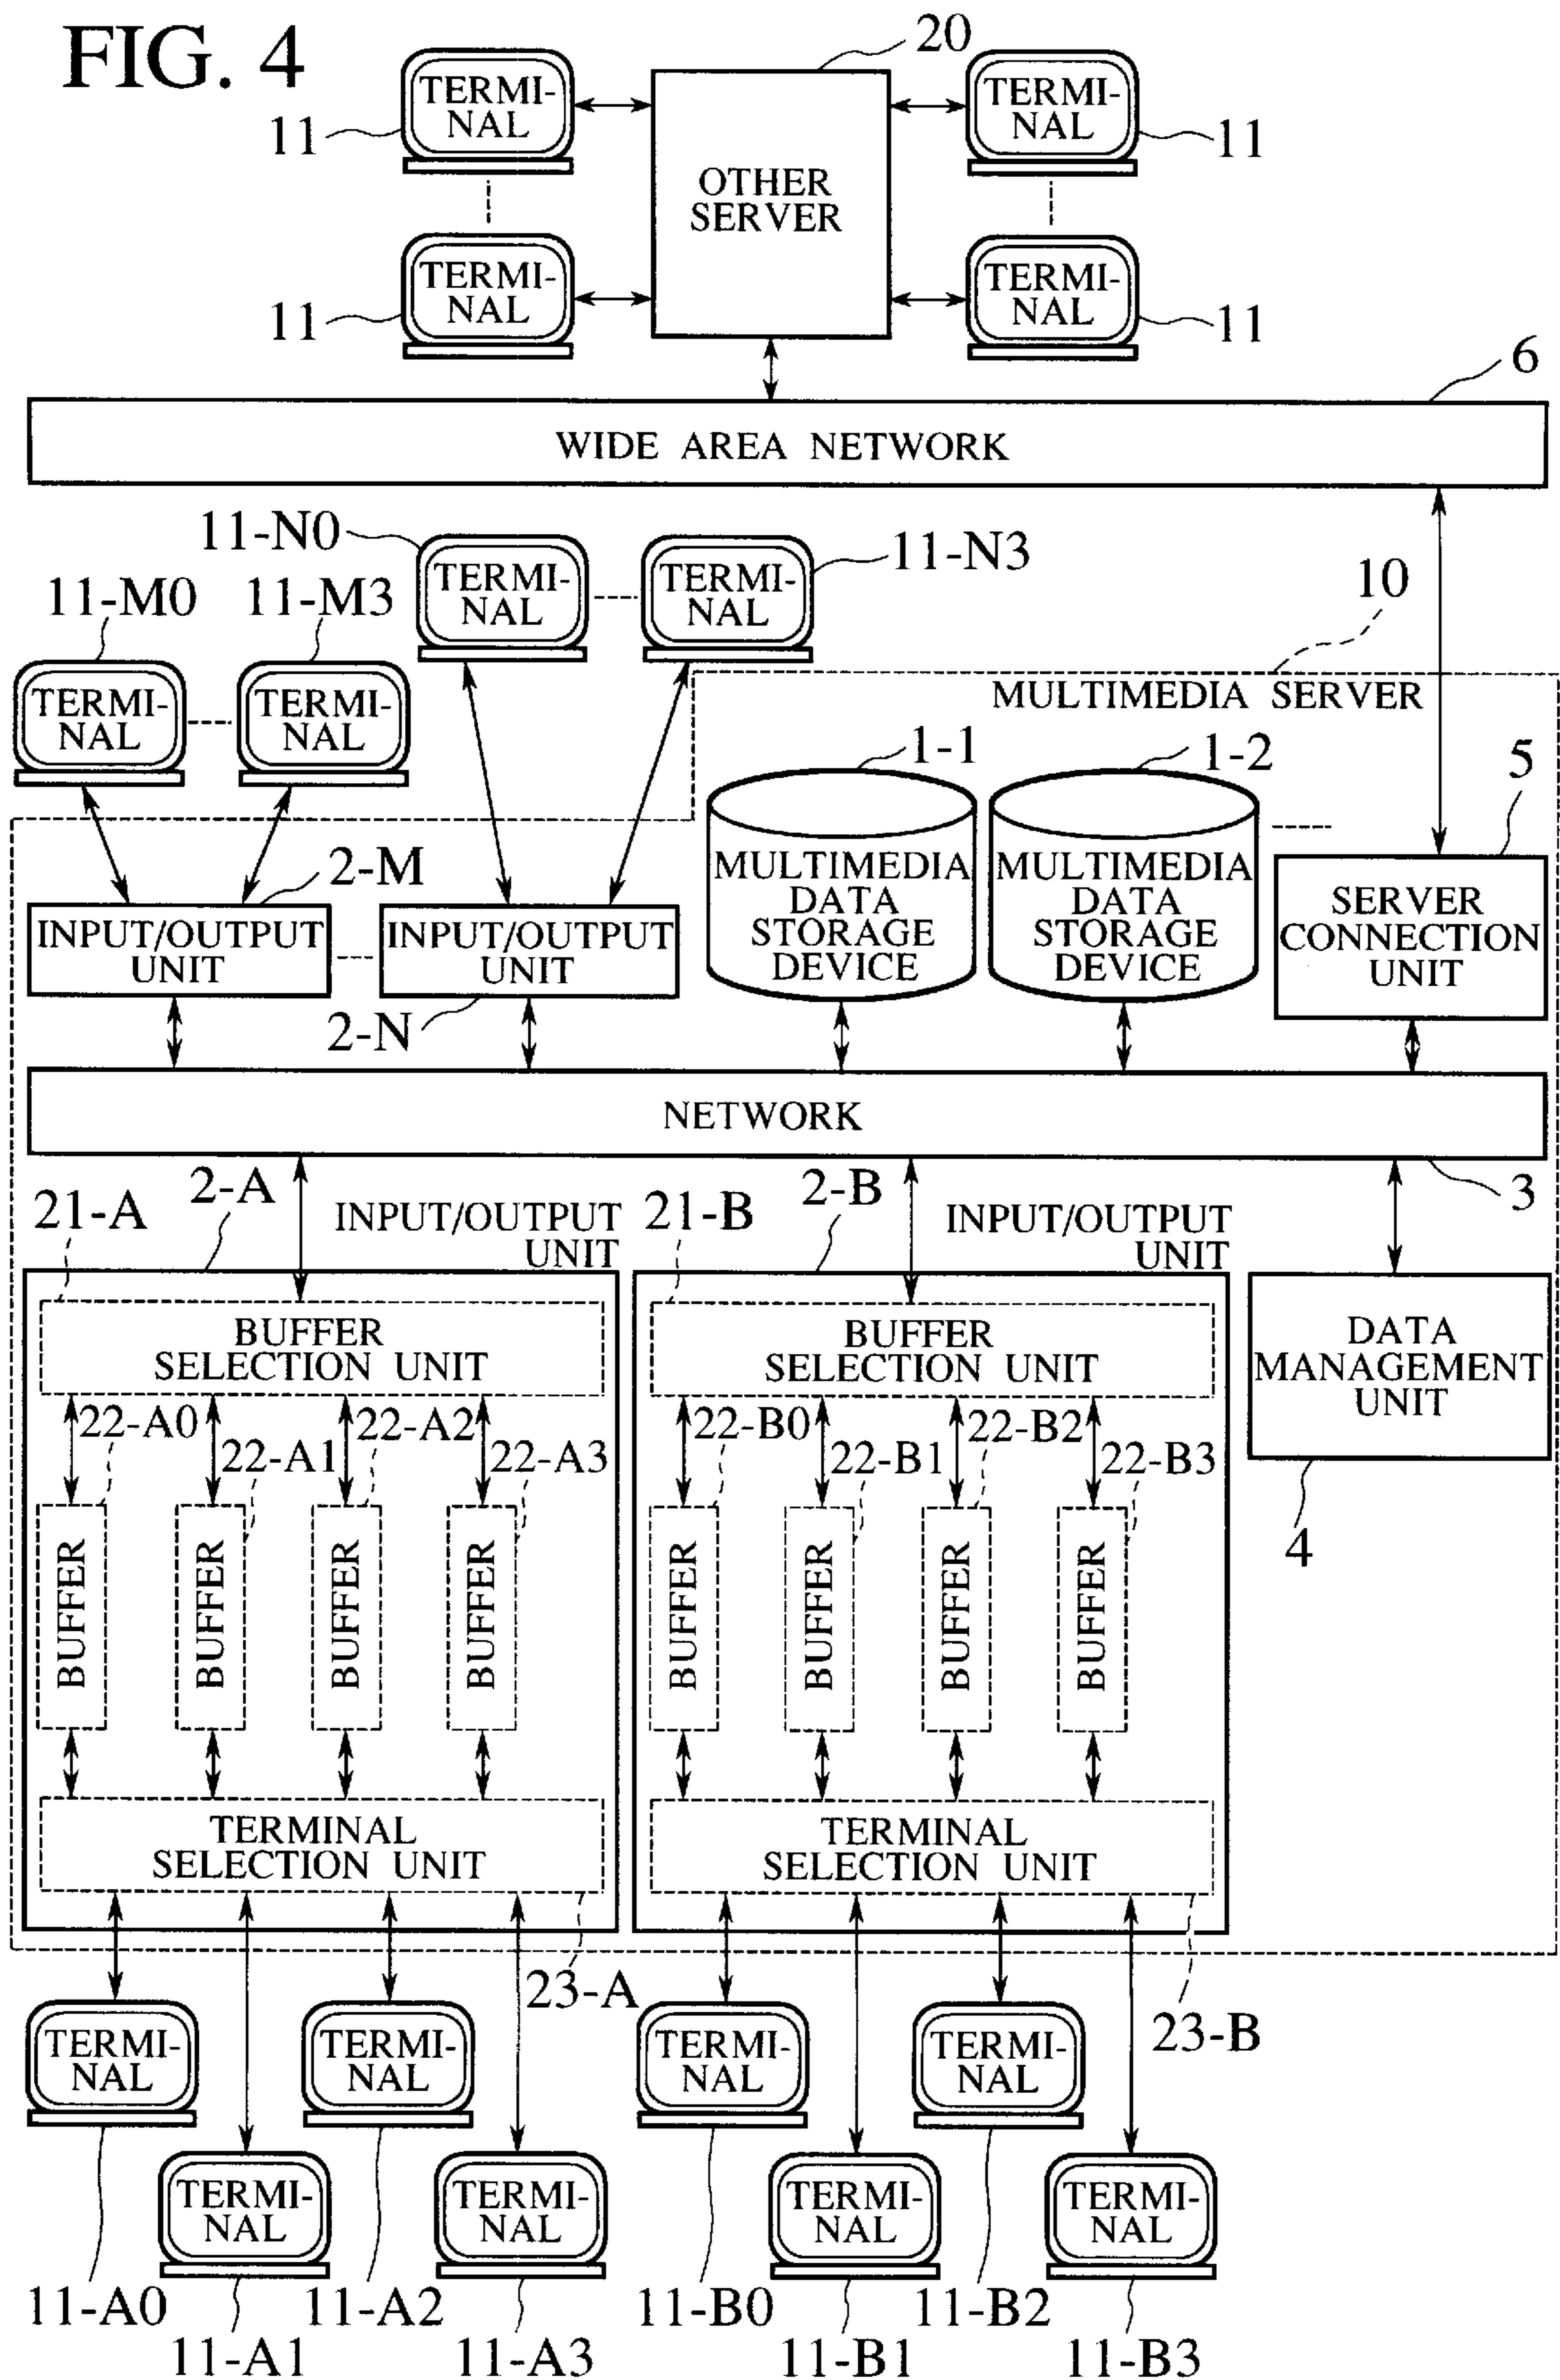 FIG. 4
20
TERMI-
NAL
11
TERMI-
NAL
11
OTHER
SERVER
TERMI-
NAL
11
TERMI-
NAL
11
6
WIDE AREA NETWORK
11-N0
TERMI-
NAL
TERMI-
NAL
11-N3
11-M0
11-M3
TERMI-
NAL
TERMI-
NAL
10
MULTIMEDIA SERVER
1-1
1-2
5
MULTIMEDIA
DATA
STORAGE
DEVICE
MULTIMEDIA
DATA
STORAGE
DEVICE
SERVER
CONNECTION
UNIT
2-M
INPUT/OUTPUT
UNIT
INPUT/OUTPUT
UNIT
2-N
NETWORK
3
2-A
21-A
INPUT/OUTPUT
UNIT
2-B
21-B
INPUT/OUTPUT
UNIT
BUFFER
SELECTION UNIT
BUFFER
SELECTION UNIT
DATA
MANAGEMENT
UNIT
4
22-A0
22-A1
22-A2
22-A3
22-B0
22-B1
22-B2
22-B3
BUFFER
BUFFER
BUFFER
BUFFER
BUFFER
BUFFER
BUFFER
BUFFER
TERMINAL
SELECTION UNIT
TERMINAL
SELECTION UNIT
23-A
23-B
TERMI-
NAL
TERMI-
NAL
TERMI-
NAL
TERMI-
NAL
TERMI-
NAL
TERMI-
NAL
TERMI-
NAL
TERMI-
NAL
11-A0
11-A1
11-A2
11-A3
11-B0
11-B1
11-B2
11-B3